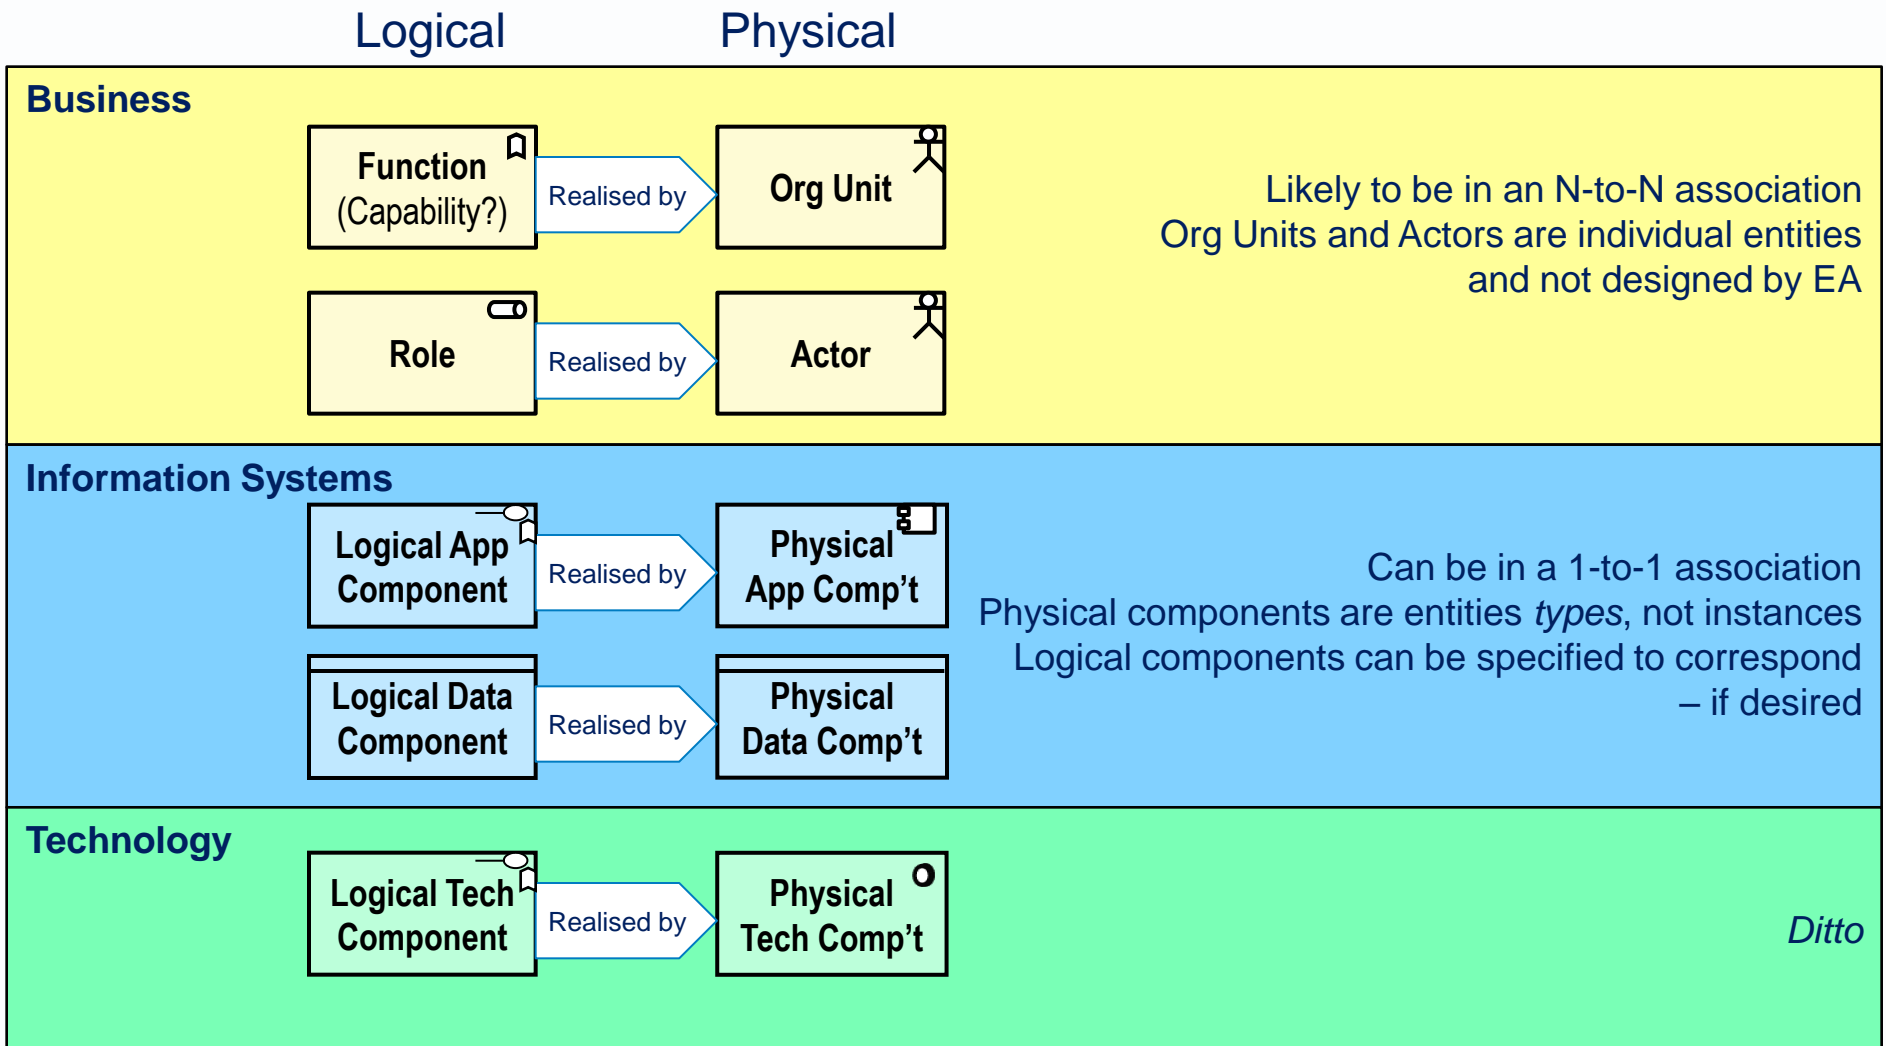 Logical Physical
Business
Function
(Capability?)
Realised by
Org Unit
Likely to be in an N-to-N association
Org Units and Actors are individual entities
and not designed by EA
Role
Realised by
Actor
Information Systems
Logical App
Component
Realised by
Physical
App Comp’t
Can be in a 1-to-1 association
Physical components are entities types, not instances
Logical components can be specified to correspond
– if desired
Logical Data
Component
Realised by
Physical
Data Comp’t
Technology
Logical Tech
Component
Realised by
Physical
Tech Comp’t
Ditto